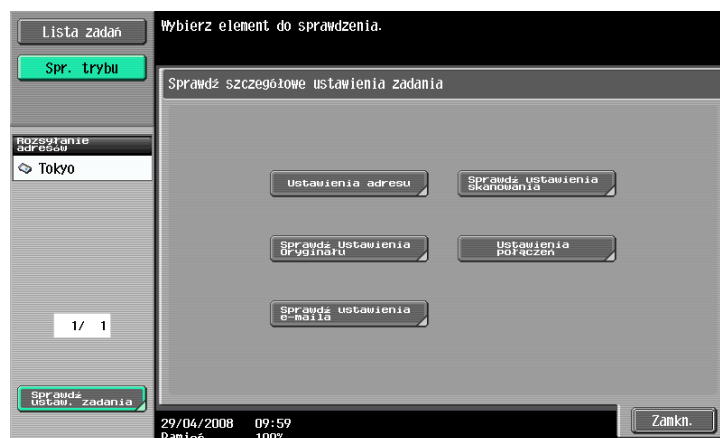 Lista zadań
Wybierz element do sprawdzenia.
Spr. trybu
Sprawdź szczegółowe ustawienia zadania
Rozsyłanie
adresów
Tokyo
Ustawienia adresu
Sprawdź ustawienia
skanowania
Sprawdź Ustawienia
Oryginału
Ustawienia
połączeń
Sprawdź ustawienia
e-maila
1/ 1
Sprawdź
ustaw. zadania
Zamkn.
29/04/2008 09:59
Pamięć 100%